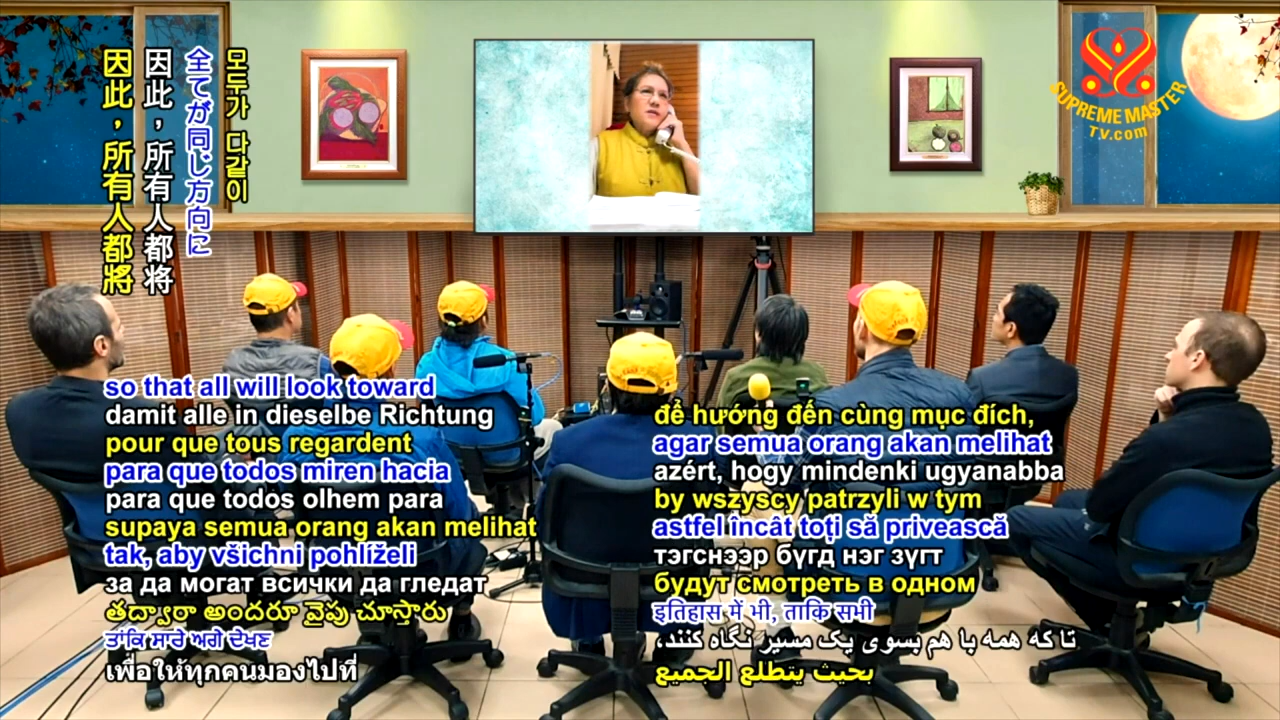 모두가 다같이
全てが同じ方向に
因此，所有人都将
因此，所有人都將
SUPREME MASTER
TV.com
so that all will look toward
damit alle in dieselbe Richtung
pour que tous regardent
para que todos miren hacia
para que todos olhem para
supaya semua orang akan melihat
tak, aby všichni pohlíželi
за да могат всички да гледат
తద్వారా అందరూ వైపు చూస్తారు
ਤਾਂਕਿ ਸਾਰੇ ਅਗੇ ਦੇਖਣ
เพื่อให้ทุกคนมองไปที่
để hướng đến cùng mục đích,
agar semua orang akan melihat
azért, hogy mindenki ugyanabba
by wszyscy patrzyli w tym
astfel încât toți să privească
тэгснээр бүгд нэг зүгт
будут смотреть в одном
इतिहास में भी, ताकि सभी
تا که همه با هم بسوی یک مسیر نگاه کنند،
بحيث يتطلع الجميع